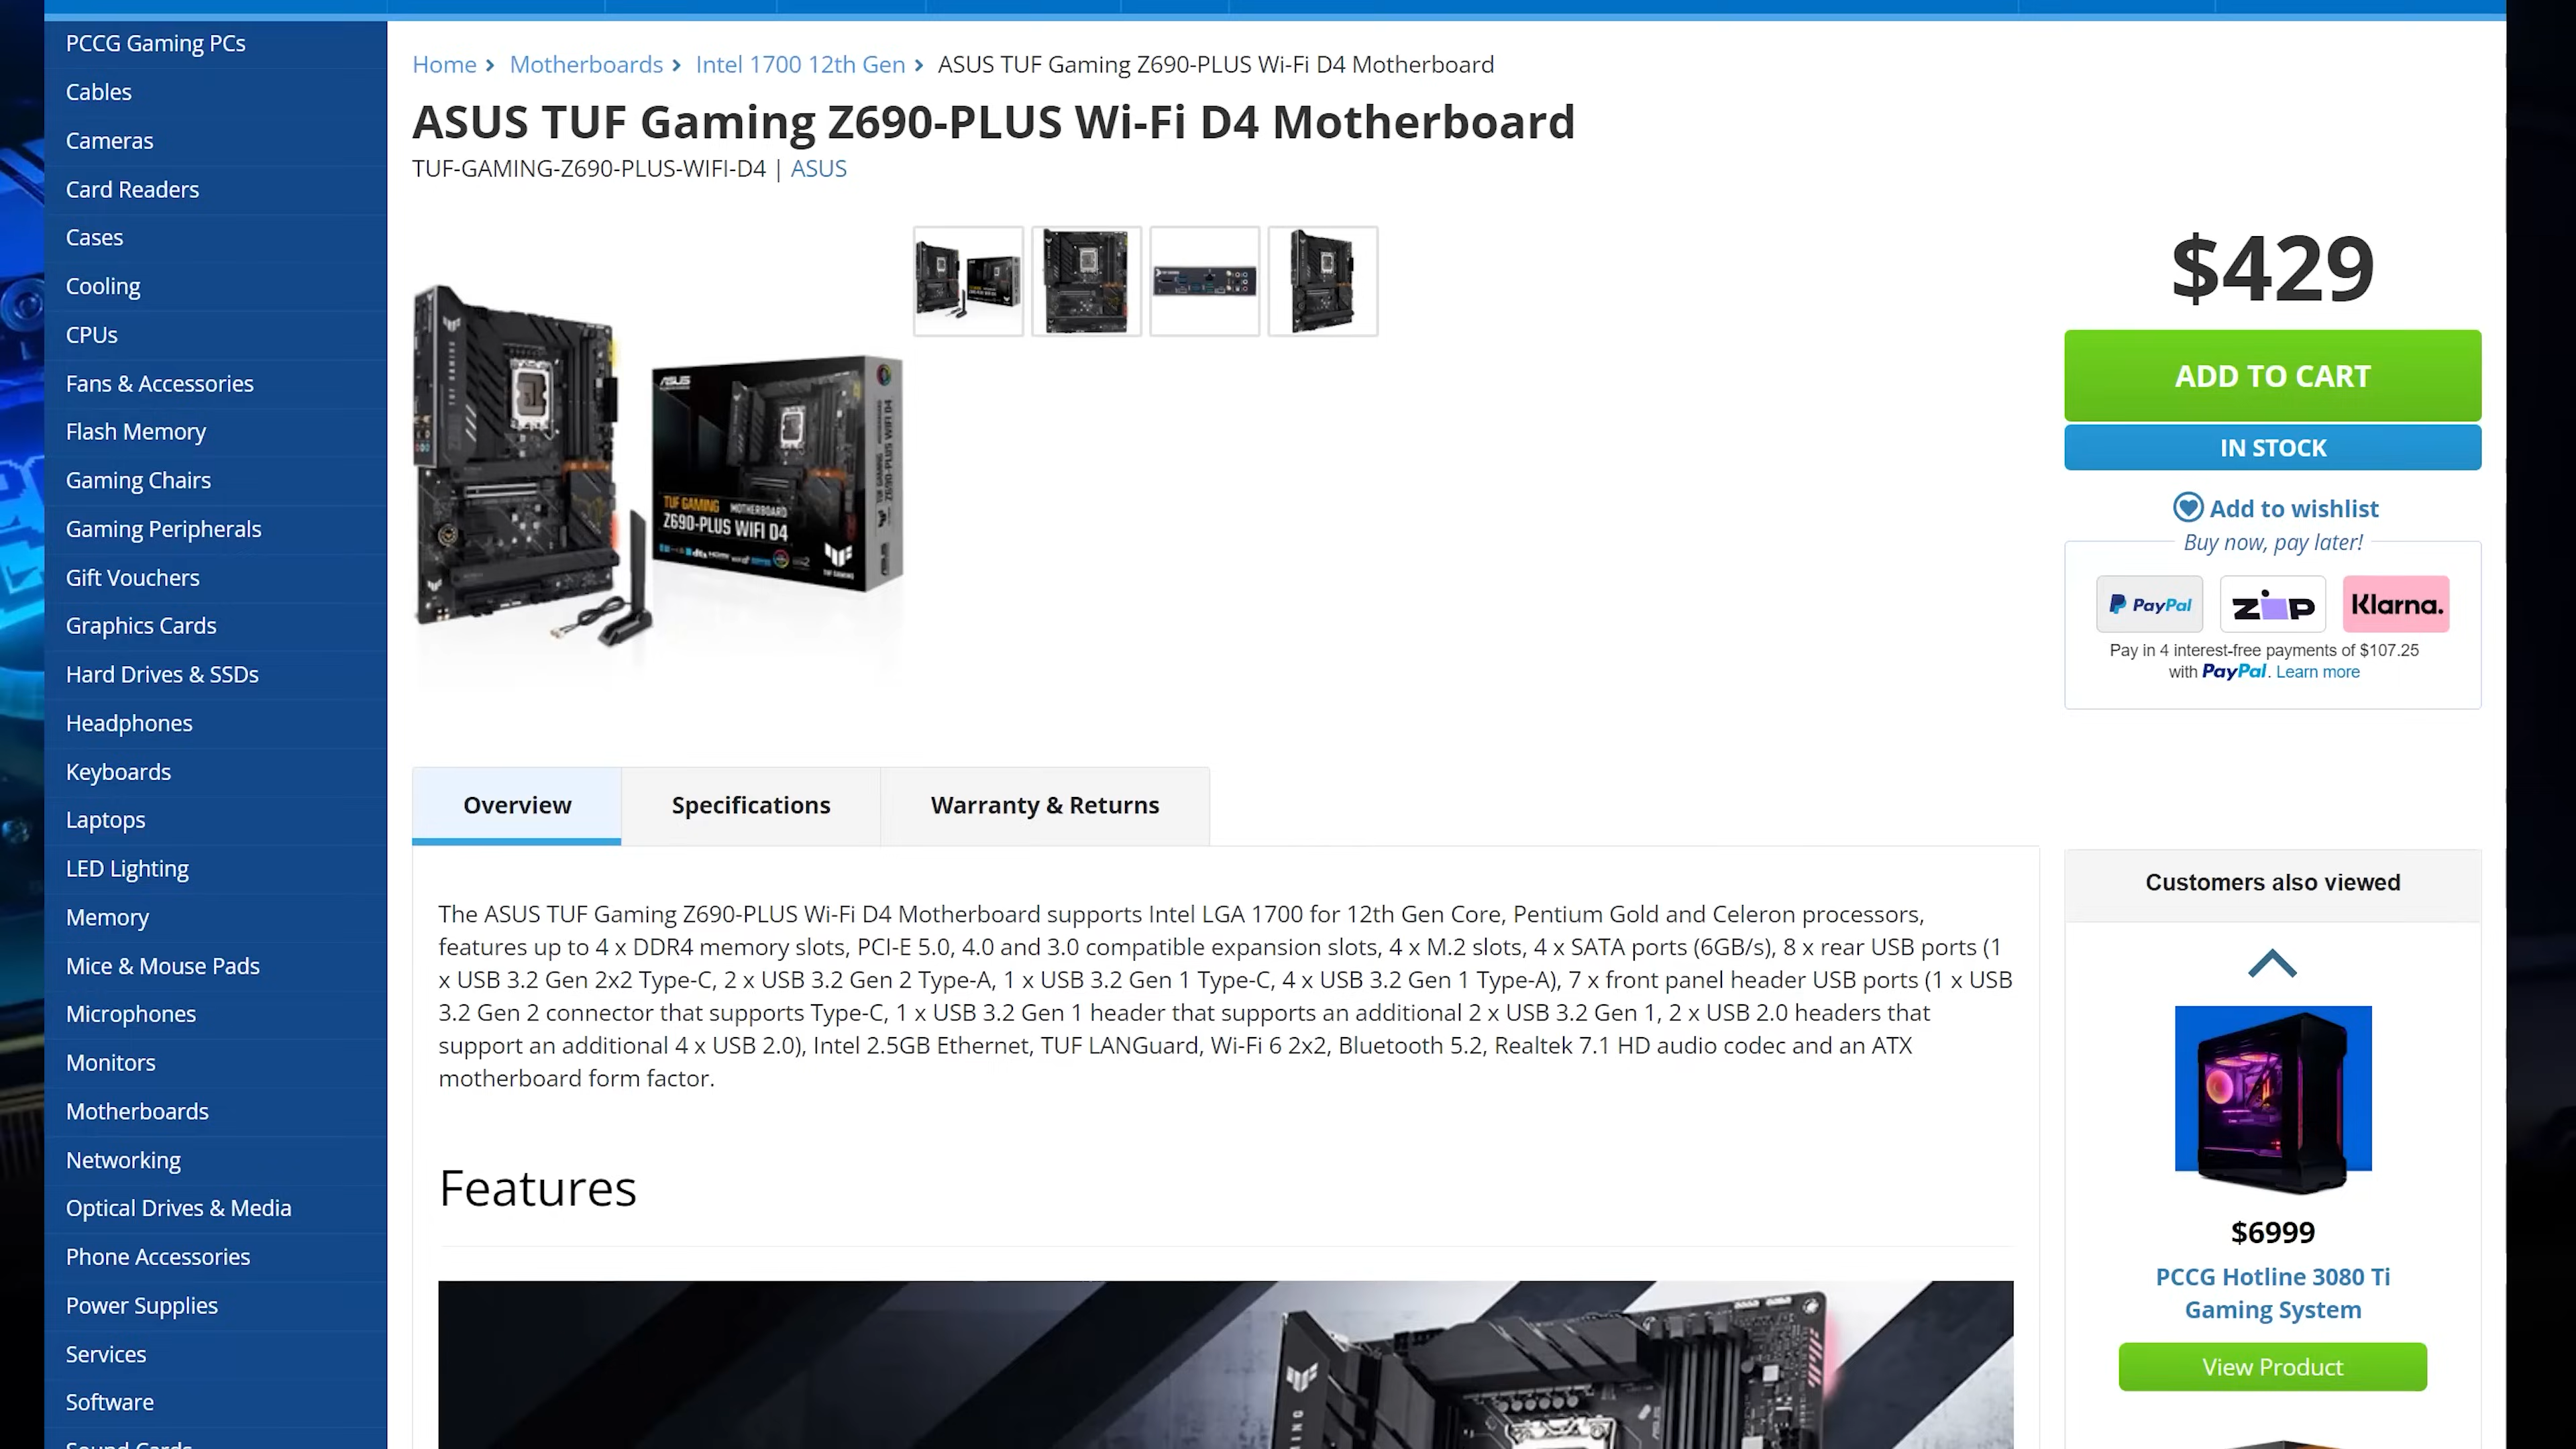 PCCG Gaming PCs
Cables
Cameras
Card Readers
Cases
Cooling
CPUs
Fans & Accessories
Flash Memory
Gaming Chairs
Gaming Peripherals
Gift Vouchers
Graphics Cards
Hard Drives & SSDs
Headphones
Keyboards
Laptops
LED Lighting
Memory
Mice & Mouse Pads
Microphones
Monitors
Motherboards
Networking
Optical Drives & Media
Phone Accessories
Power Supplies
Services
Software
Sound Cards
Home > Motherboards > Intel 1700 12th Gen > ASUS TUF Gaming Z690-PLUS Wi-Fi D4 Motherboard
ASUS TUF Gaming Z690-PLUS Wi-Fi D4 Motherboard
TUF-GAMING-Z690-PLUS-WIFI-D4 | ASUS
ASUS
TUF GAMING MOTHERBOARD
Z690-PLUS WIFI D4
TUF GAMING
$429
ADD TO CART
IN STOCK
Add to wishlist
Buy now, pay later!
PayPal zip Klarna.
Pay in 4 interest-free payments of $107.25
with PayPal. Learn more
Overview Specifications Warranty & Returns
The ASUS TUF Gaming Z690-PLUS Wi-Fi D4 Motherboard supports Intel LGA 1700 for 12th Gen Core, Pentium Gold and Celeron processors,
features up to 4 x DDR4 memory slots, PCI-E 5.0, 4.0 and 3.0 compatible expansion slots, 4 x M.2 slots, 4 x SATA ports (6GB/s), 8 x rear USB ports (1
x USB 3.2 Gen 2x2 Type-C, 2 x USB 3.2 Gen 2 Type-A, 1 x USB 3.2 Gen 1 Type-C, 4 x USB 3.2 Gen 1 Type-A), 7 x front panel header USB ports (1 x USB
3.2 Gen 2 connector that supports Type-C, 1 x USB 3.2 Gen 1 header that supports an additional 2 x USB 3.2 Gen 1, 2 x USB 2.0 headers that
support an additional 4 x USB 2.0), Intel 2.5GB Ethernet, TUF LANGuard, Wi-Fi 6 2x2, Bluetooth 5.2, Realtek 7.1 HD audio codec and an ATX
motherboard form factor.
Features
Customers also viewed
$6999
PCCG Hotline 3080 Ti
Gaming System
View Product